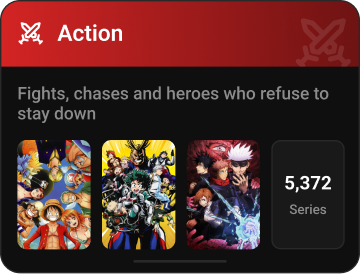 Action
Fights, chases and heroes who refuse to
stay down
5,372
Series